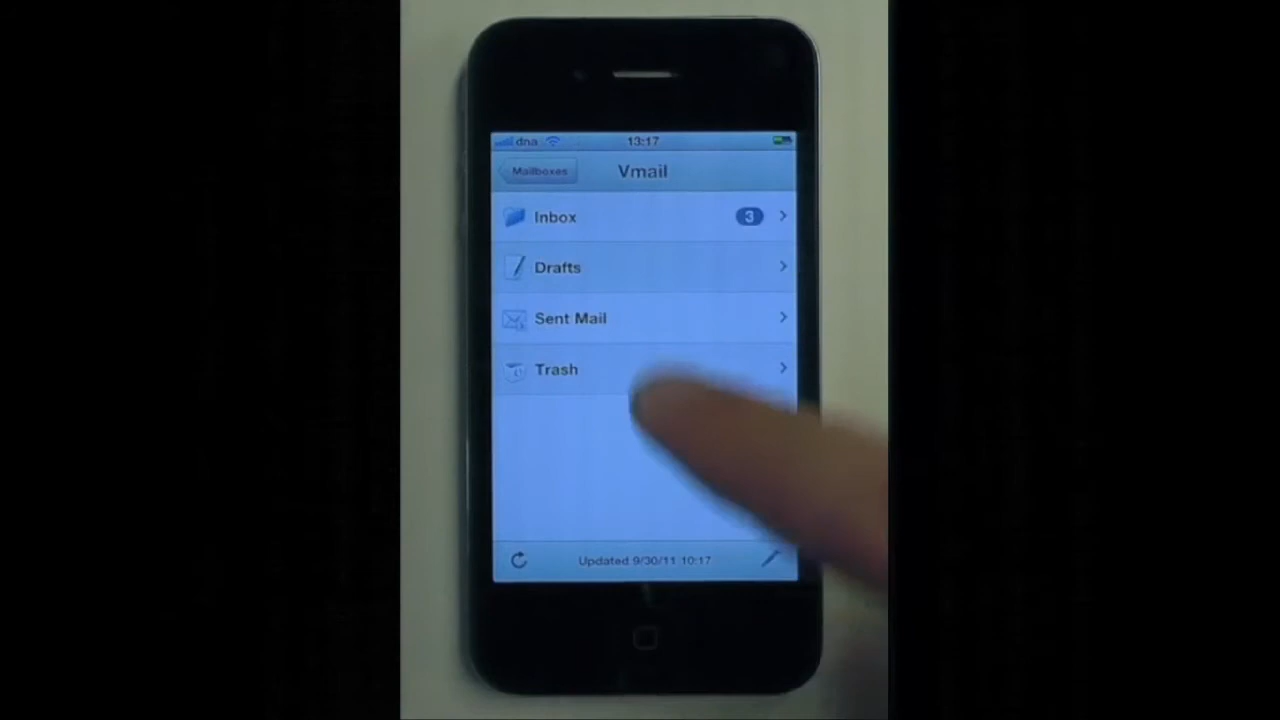 dna 13:17
Mailboxes Vmail
Inbox 3
Drafts
Sent Mail
Trash
Updated 9/30/11 10:17